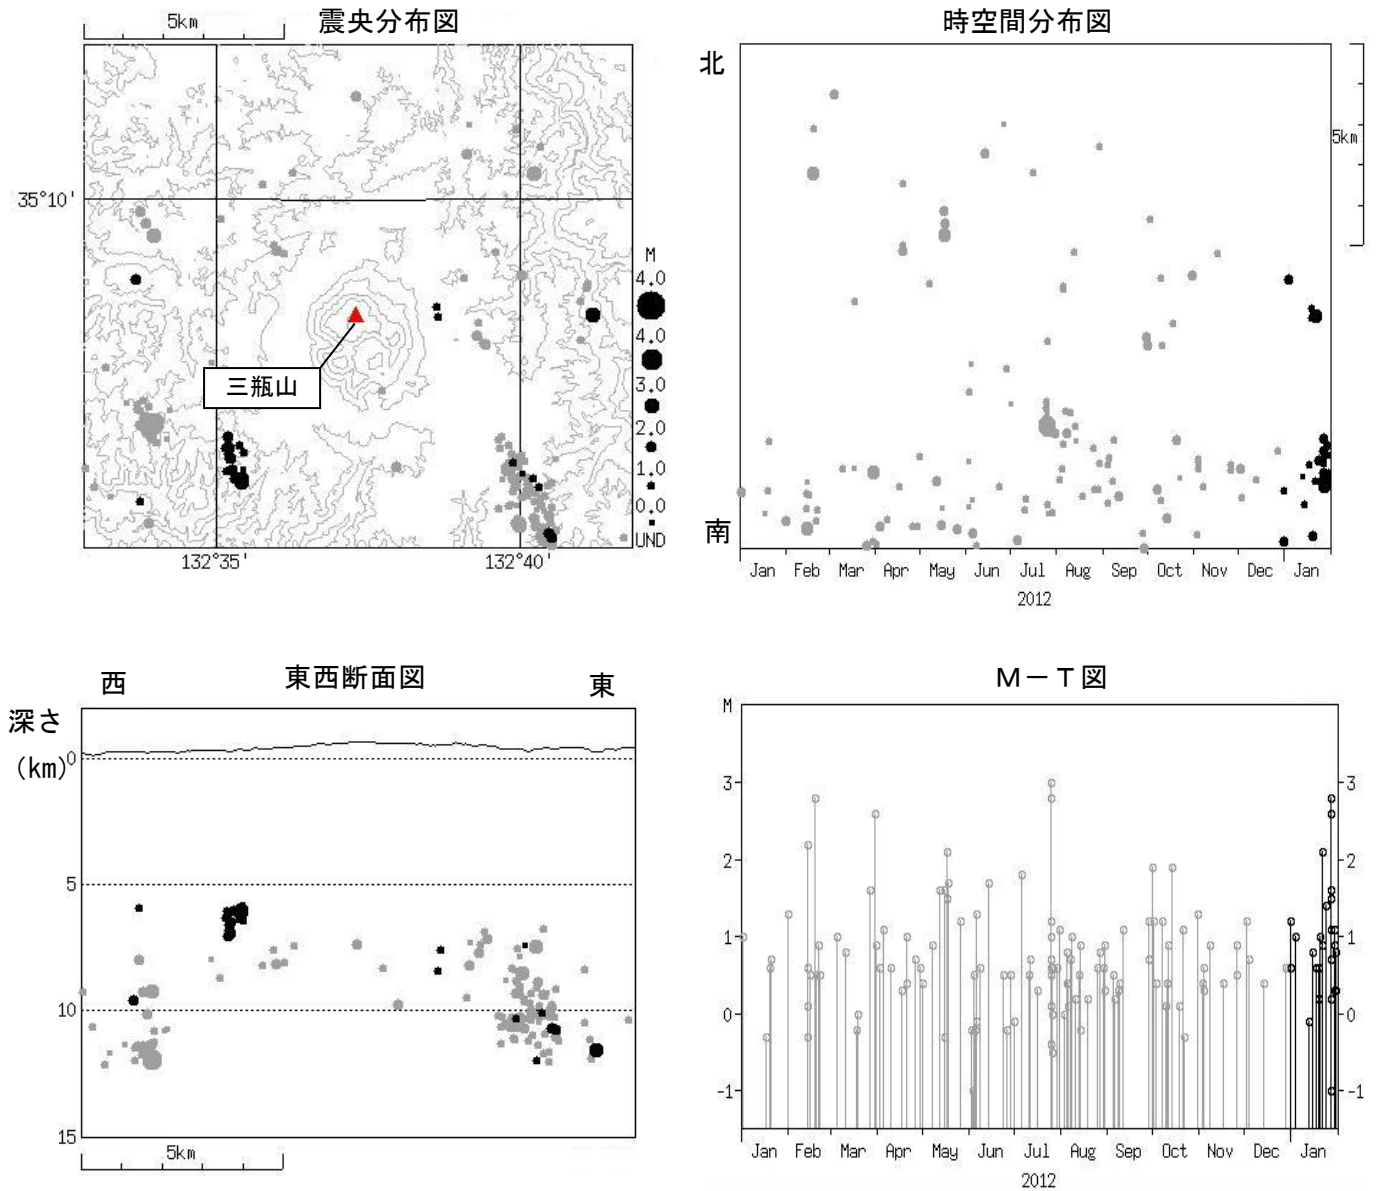 5km
震央分布図
35°10'
三瓶山
132°35'
132°40'
M
4.0
4.0
3.0
2.0
1.0
0.0
UND
時空間分布図
北
南
5km
Jan Feb Mar Apr May Jun Jul Aug Sep Oct Nov Dec Jan
2012
東西断面図
西
東
深さ
(km)
0
5
10
15
5km
M－T図
M
3
2
1
0
-1
3
2
1
0
-1
Jan Feb Mar Apr May Jun Jul Aug Sep Oct Nov Dec Jan
2012